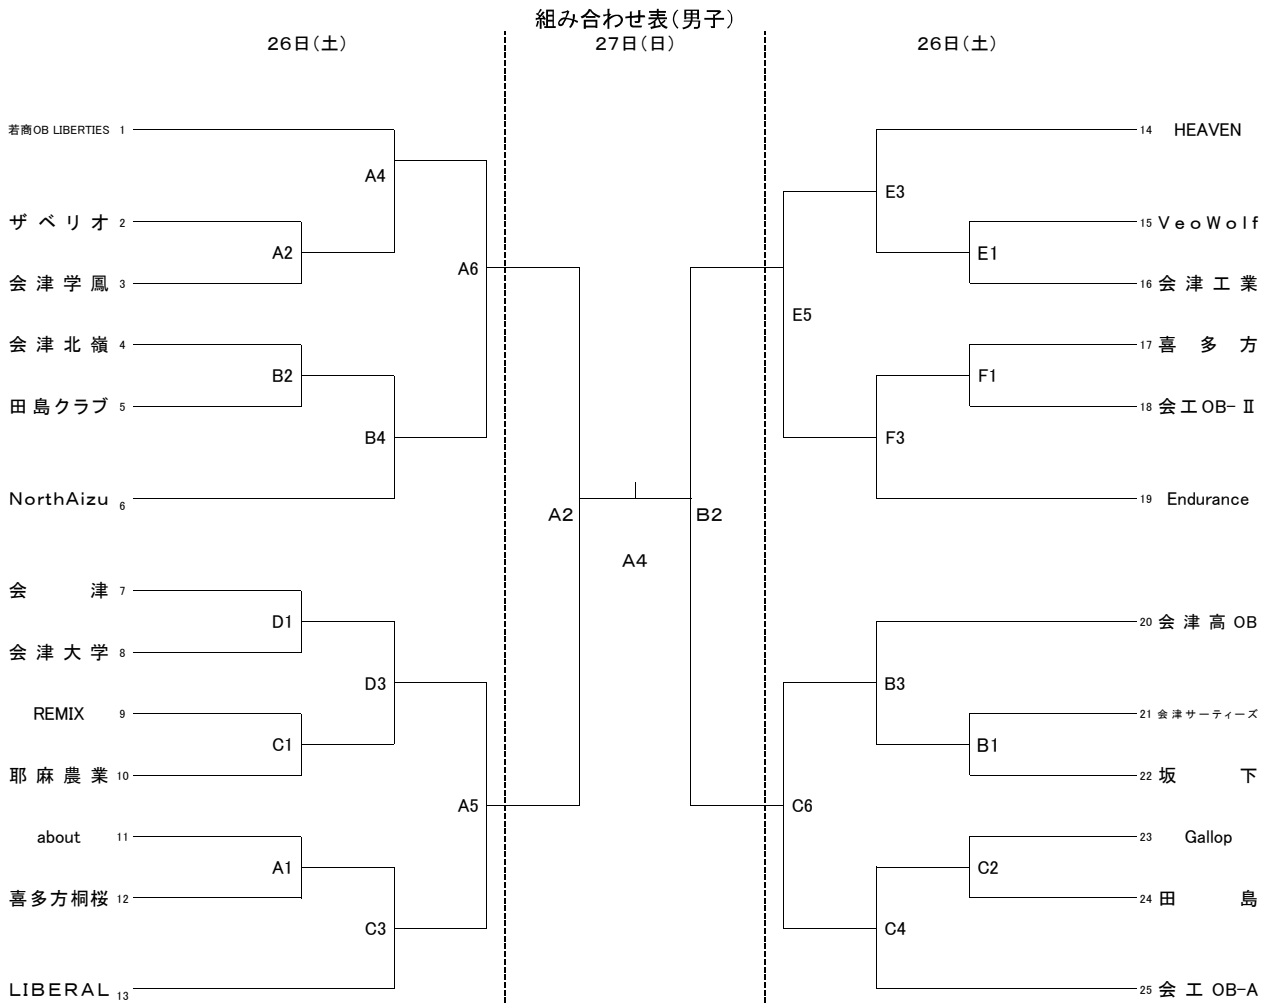 組み合わせ表(男子)
26日(土)
27日(日)
26日(土)
若商OB LIBERTIES 1
A4
ザベリオ 2
A2
会津学鳳 3
A6
会津北嶺 4
B2
田島クラブ 5
B4
NorthAizu 6
会津 7
D1
会津大学 8
D3
REMIX 9
C1
耶麻農業 10
A5
about 11
A1
喜多方桐桜 12
C3
LIBERAL 13
A2
A4
B2
14 HEAVEN
E3
15 VeoWolf
E1
16 会津工業
E5
17 喜多方
F1
18 会工OB-Ⅱ
F3
19 Endurance
20 会津高OB
B3
21 会津サーティーズ
B1
22 坂下
C6
23 Gallop
C2
24 田島
C4
25 会工OB-A